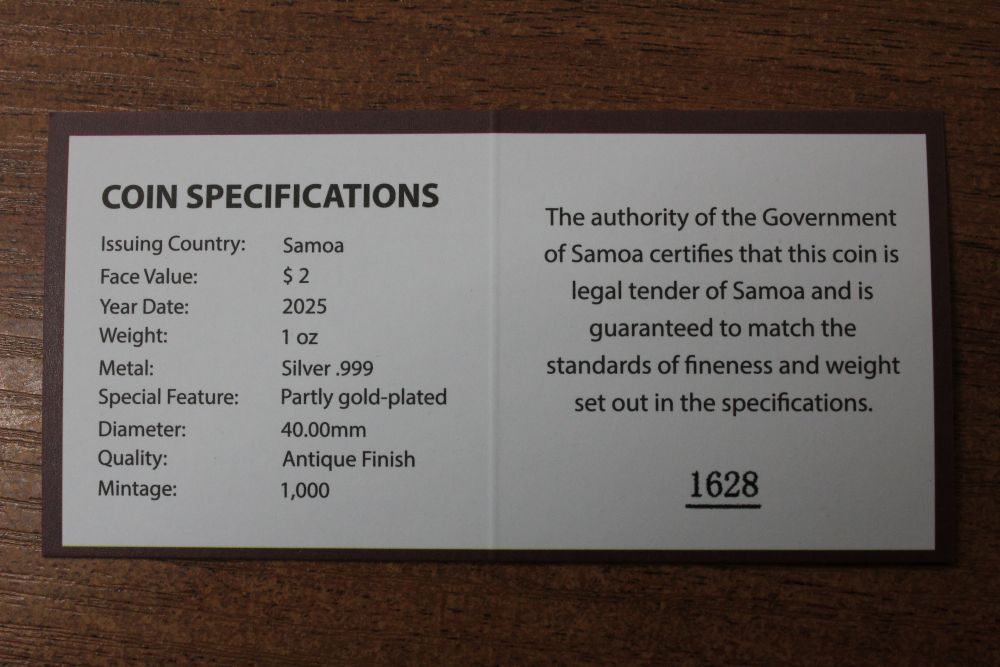 COIN SPECIFICATIONS
Issuing Country: Samoa
Face Value: $ 2
Year Date: 2025
Weight: 1 oz
Metal: Silver .999
Special Feature: Partly gold-plated
Diameter: 40.00mm
Quality: Antique Finish
Mintage: 1,000
The authority of the Government
of Samoa certifies that this coin is
legal tender of Samoa and is
guaranteed to match the
standards of fineness and weight
set out in the specifications.
1628